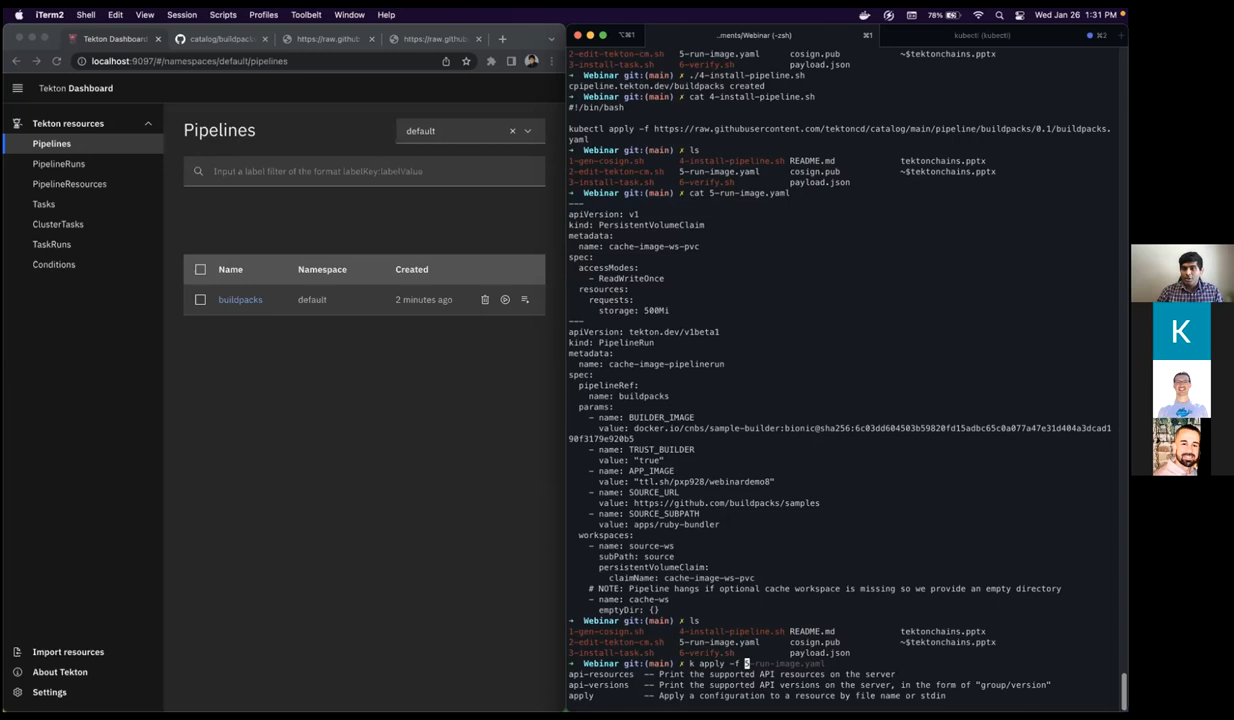 iTerm2 Shell Edit View Session Scripts Profiles Toolbelt Window Help
78% Wed Jan 26 1:31 PM
Tekton Dashboard
catalog/buildpac
https://raw.github
https://raw.github
localhost:9097/#/namespaces/default/pipelines
Tekton Dashboard
Tekton resources
Pipelines
PipelineRuns
PipelineResources
Tasks
ClusterTasks
TaskRuns
Conditions
Import resources
About Tekton
Settings
Pipelines
default
Input a label filter of the format labelKey:labelValue
Name Namespace Created
buildpacks default 2 minutes ago
⌥⌘1 ..ments/Webinar (-zsh) ⌘1 kubectl (kubectl) ⌘2
2-edit-tekton-cm.sh 5-run-image.yaml cosign.pub ~$tektonchains.pptx
3-install-task.sh 6-verify.sh payload.json
→ Webinar git:(main) ✗ ./4-install-pipeline.sh
cpipeline.tekton.dev/buildpacks created
→ Webinar git:(main) ✗ cat 4-install-pipeline.sh
#!/bin/bash
kubectl apply -f https://raw.githubusercontent.com/tektoncd/catalog/main/pipeline/buildpacks/0.1/buildpacks.
yaml
→ Webinar git:(main) ✗ ls
1-gen-cosign.sh 4-install-pipeline.sh README.md tektonchains.pptx
2-edit-tekton-cm.sh 5-run-image.yaml cosign.pub ~$tektonchains.pptx
3-install-task.sh 6-verify.sh payload.json
→ Webinar git:(main) ✗ cat 5-run-image.yaml
---
apiVersion: v1
kind: PersistentVolumeClaim
metadata:
name: cache-image-ws-pvc
spec:
accessModes:
- ReadWriteOnce
resources:
requests:
storage: 500Mi
---
apiVersion: tekton.dev/v1beta1
kind: PipelineRun
metadata:
name: cache-image-pipelinerun
spec:
pipelineRef:
name: buildpacks
params:
- name: BUILDER_IMAGE
value: docker.io/cnbs/sample-builder:bionic@sha256:6c03dd604503b59820fd15adbc65c0a077a47e31d404a3dcad1
90f3179e920b5
- name: TRUST_BUILDER
value: "true"
- name: APP_IMAGE
value: "ttl.sh/pxp928/webinardemo8"
- name: SOURCE_URL
value: https://github.com/buildpacks/samples
- name: SOURCE_SUBPATH
value: apps/ruby-bundler
workspaces:
- name: source-ws
subPath: source
persistentVolumeClaim:
claimName: cache-image-ws-pvc
# NOTE: Pipeline hangs if optional cache workspace is missing so we provide an empty directory
- name: cache-ws
emptyDir: {}
→ Webinar git:(main) ✗ ls
1-gen-cosign.sh 4-install-pipeline.sh README.md tektonchains.pptx
2-edit-tekton-cm.sh 5-run-image.yaml cosign.pub ~$tektonchains.pptx
3-install-task.sh 6-verify.sh payload.json
→ Webinar git:(main) ✗ k apply -f 5-run-image.yaml
api-resources -- Print the supported API resources on the server
api-versions -- Print the supported API versions on the server, in the form of "group/version"
apply -- Apply a configuration to a resource by file name or stdin
K